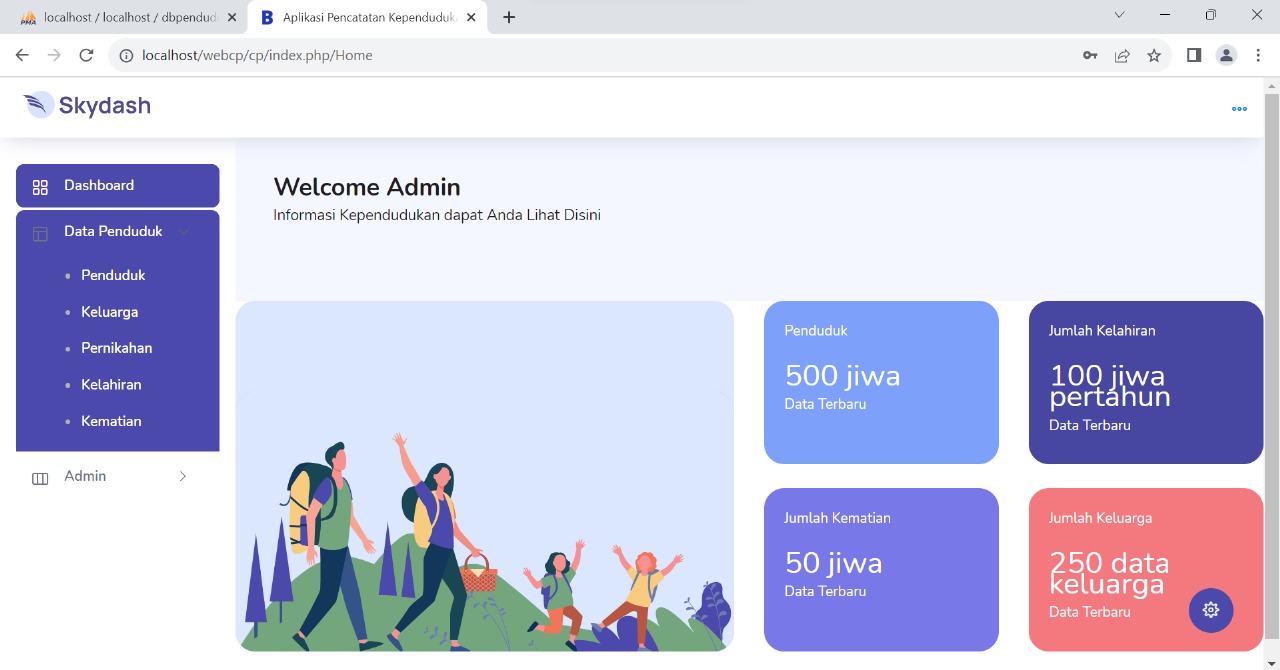 localhost / localhost / dbpendud
Aplikasi Pencatatan Kependuduk
localhost/webcp/cp/index.php/Home
Skydash
Dashboard
Data Penduduk
Penduduk
Keluarga
Pernikahan
Kelahiran
Kematian
Admin
Welcome Admin
Informasi Kependudukan dapat Anda Lihat Disini
Penduduk
500 jiwa
Data Terbaru
Jumlah Kelahiran
100 jiwa
pertahun
Data Terbaru
Jumlah Kematian
50 jiwa
Data Terbaru
Jumlah Keluarga
250 data
keluarga
Data Terbaru